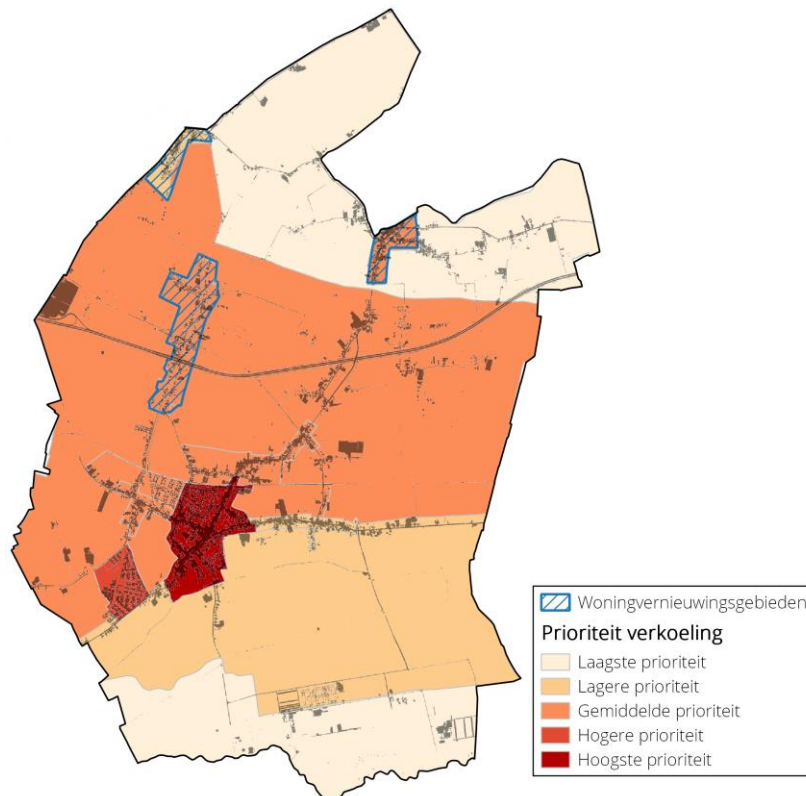 Woningvernieuwingsgebieden
Prioriteit verkoeling
Laagste prioriteit
Lagere prioriteit
Gemiddelde prioriteit
Hogere prioriteit
Hoogste prioriteit